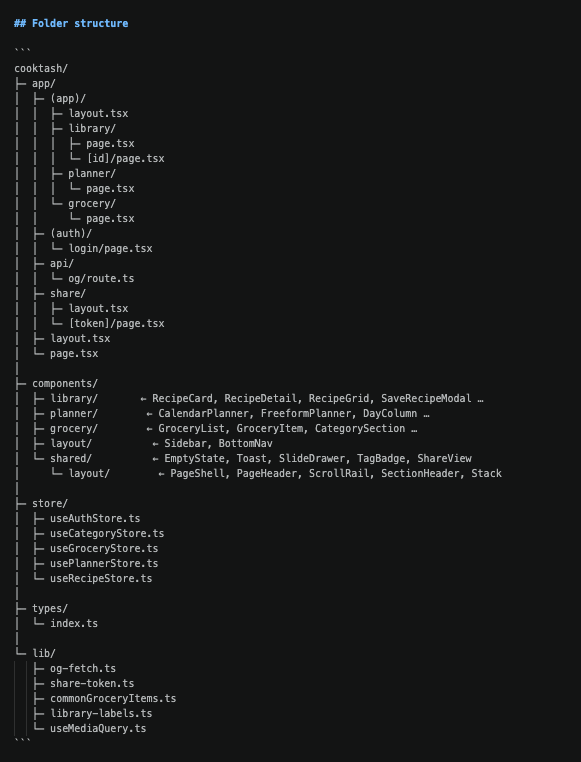 ## Folder structure
```
cooktash/
├─ app/
│  ├─ (app)/
│  │  ├─ layout.tsx
│  │  ├─ library/
│  │  │  ├─ page.tsx
│  │  │  └─ [id]/page.tsx
│  │  ├─ planner/
│  │  │  └─ page.tsx
│  │  └─ grocery/
│  │     └─ page.tsx
│  ├─ (auth)/
│  │  └─ login/page.tsx
│  ├─ api/
│  │  └─ og/route.ts
│  ├─ share/
│  │  ├─ layout.tsx
│  │  └─ [token]/page.tsx
│  ├─ layout.tsx
│  └─ page.tsx
│
├─ components/
│  ├─ library/       ← RecipeCard, RecipeDetail, RecipeGrid, SaveRecipeModal …
│  ├─ planner/        ← CalendarPlanner, FreeformPlanner, DayColumn …
│  ├─ grocery/        ← GroceryList, GroceryItem, CategorySection …
│  ├─ layout/         ← Sidebar, BottomNav
│  └─ shared/         ← EmptyState, Toast, SlideDrawer, TagBadge, ShareView
│     └─ layout/        ← PageShell, PageHeader, ScrollRail, SectionHeader, Stack
│
├─ store/
│  ├─ useAuthStore.ts
│  ├─ useCategoryStore.ts
│  ├─ useGroceryStore.ts
│  ├─ usePlannerStore.ts
│  └─ useRecipeStore.ts
│
├─ types/
│  └─ index.ts
│
└─ lib/
   ├─ og-fetch.ts
   ├─ share-token.ts
   ├─ commonGroceryItems.ts
   ├─ library-labels.ts
   └─ useMediaQuery.ts
```